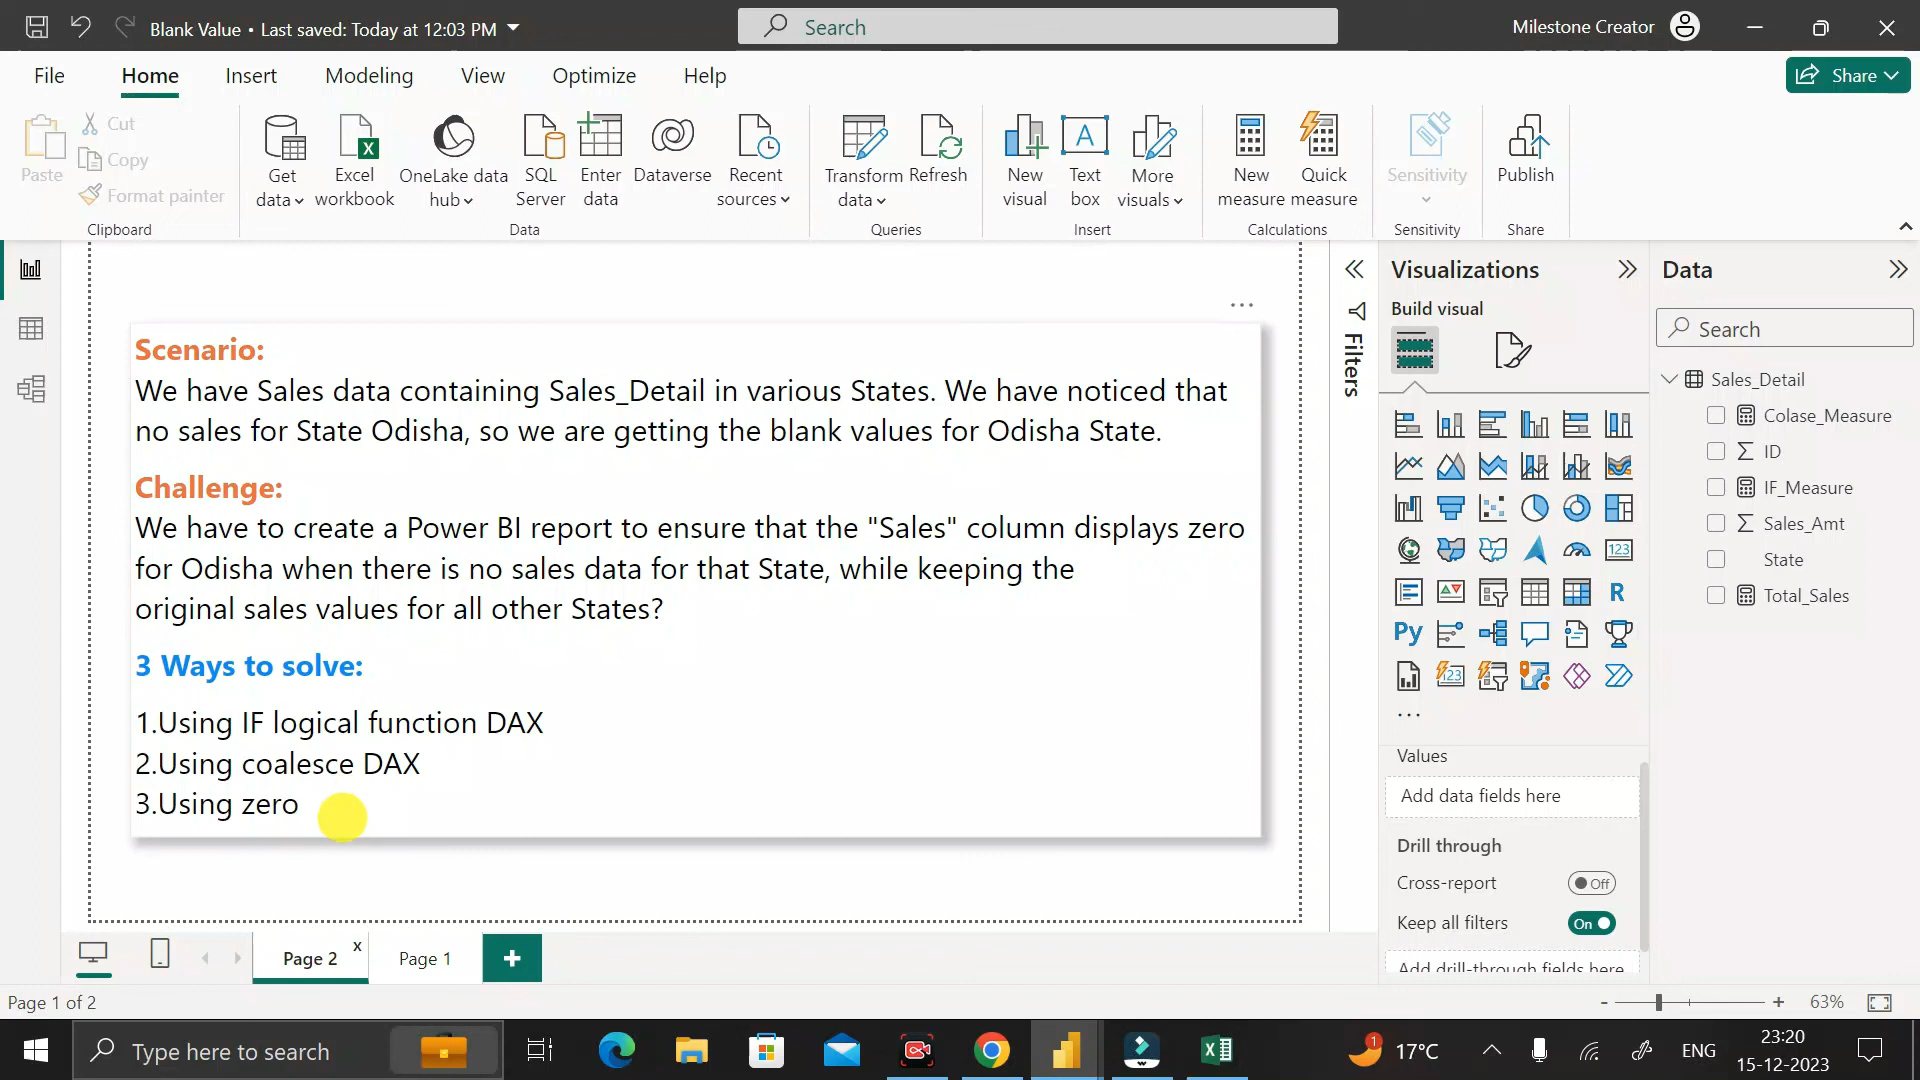 Blank Value • Last saved: Today at 12:03 PM
Search
Milestone Creator
File
Home
Insert
Modeling
View
Optimize
Help
Share
Paste
Cut
Copy
Format painter
Clipboard
Get data
Excel workbook
OneLake data hub
SQL Server
Enter data
Dataverse
Recent sources
Data
Transform data
Refresh
Queries
New visual
Text box
More visuals
Insert
New measure
Quick measure
Calculations
Sensitivity
Sensitivity
Publish
Share
Scenario:
We have Sales data containing Sales_Detail in various States. We have noticed that
no sales for State Odisha, so we are getting the blank values for Odisha State.
Challenge:
We have to create a Power BI report to ensure that the "Sales" column displays zero
for Odisha when there is no sales data for that State, while keeping the
original sales values for all other States?
3 Ways to solve:
1.Using IF logical function DAX
2.Using coalesce DAX
3.Using zero
Filters
Visualizations
Build visual
123
R
Py
123
Values
Add data fields here
Drill through
Cross-report
Off
Keep all filters
On
Add drill-through fields here
Data
Search
Sales_Detail
Colase_Measure
ID
IF_Measure
Sales_Amt
State
Total_Sales
Page 2
Page 1
Page 1 of 2
63%
Type here to search
1
17°C
ENG
23:20
15-12-2023